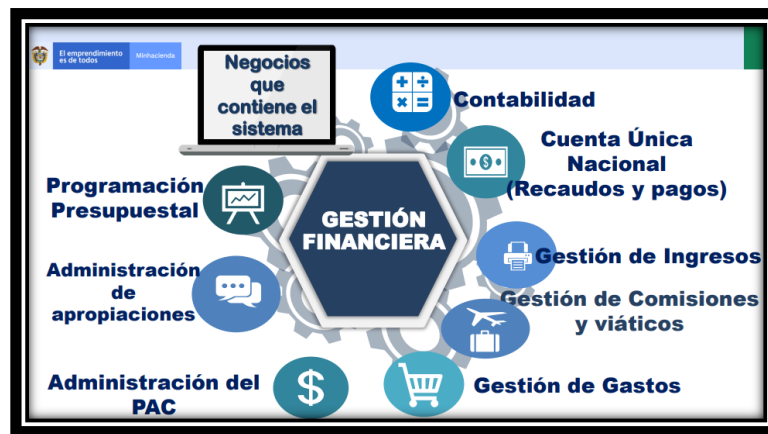 El emprendimiento
es de todos
Minhacienda
Negocios
que
contiene el
sistema
Contabilidad
Cuenta Única
Nacional
(Recaudos y pagos)
Programación
Presupuestal
GESTIÓN
FINANCIERA
Gestión de Ingresos
Administración
de
apropiaciones
Gestión de Comisiones
y viáticos
Administración del
PAC
$
Gestión de Gastos